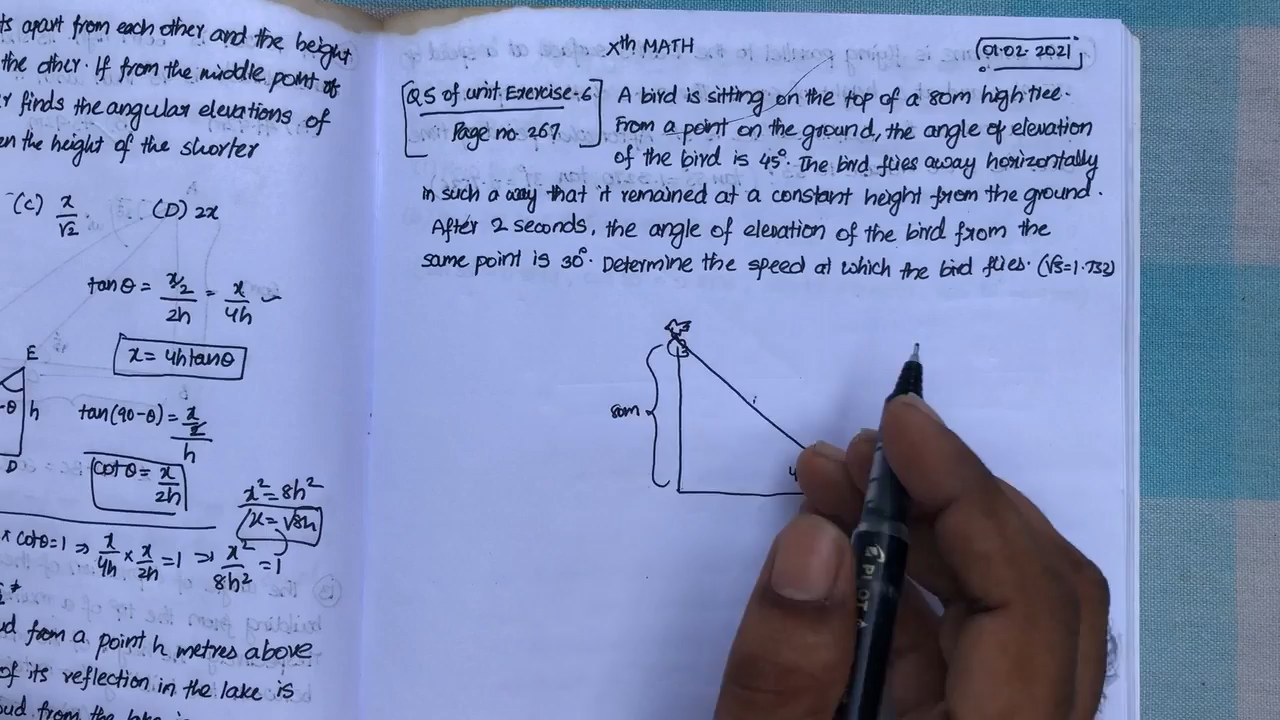 ts apart from each other and the height
the other. If from the middle point of
r finds the angular elevations of
en the height of the shorter
(C) x/√2 (D) 2x
tanθ = x/2/2h = x/4h
x = 4h tanθ
E
-θ h
D
tan(90-θ) = x/2/h
cotθ = x/2h
x² = 8h²
x = √8h
* cotθ = 1 ⇒ x/4h × x/2h = 1 ⇒ x²/8h² = 1
ud from a point h metres above
of its reflection in the lake is
oud from the lake is
Xth MATH
01-02-2021
Q5 of unit Exercise-6
Page no. 267
A bird is sitting on the top of a 80m high tree.
From a point on the ground, the angle of elevation
of the bird is 45°. The bird flies away horizontally
in such a way that it remained at a constant height from the ground.
After 2 seconds, the angle of elevation of the bird from the
same point is 30°. Determine the speed at which the bird flies. (√3=1.732)
80m
4
PILOT